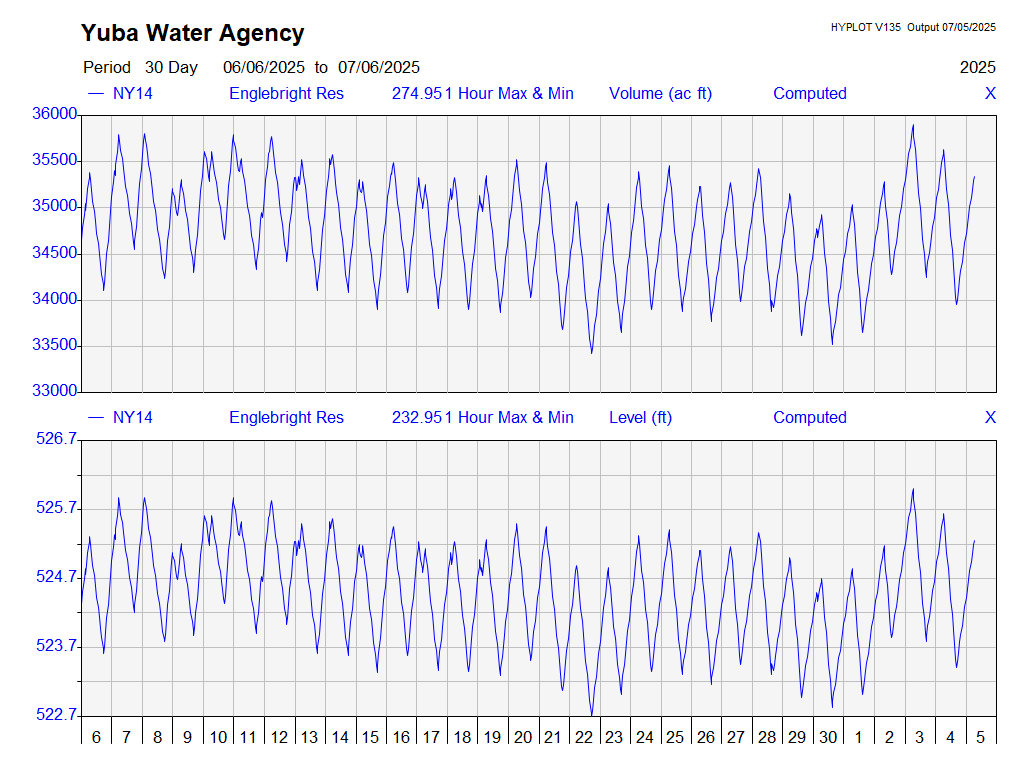 Yuba Water Agency
HYPLOT V135 Output 07/05/2025
Period 30 Day 06/06/2025 to 07/06/2025 2025
— NY14 Englebright Res 274.951 Hour Max & Min Volume (ac ft) Computed X
36000
35500
35000
34500
34000
33500
33000
— NY14 Englebright Res 232.951 Hour Max & Min Level (ft) Computed X
526.7
525.7
524.7
523.7
522.7
6 7 8 9 10 11 12 13 14 15 16 17 18 19 20 21 22 23 24 25 26 27 28 29 30 1 2 3 4 5